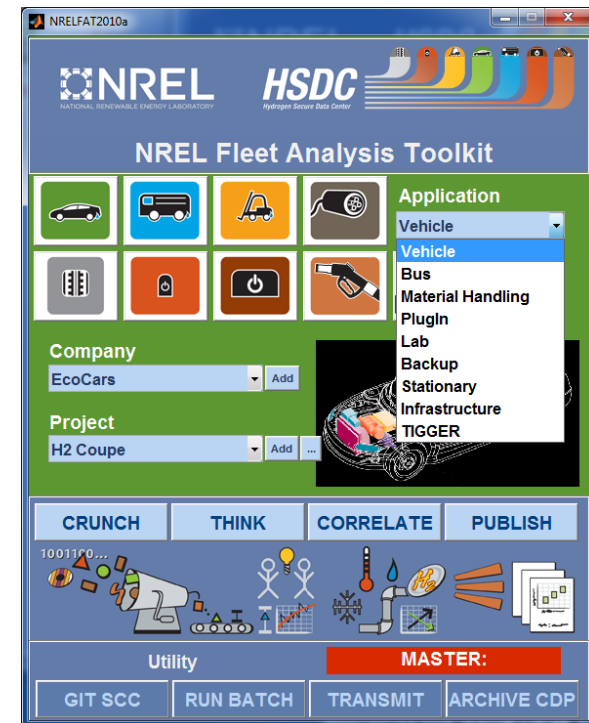 NRELFAT2010a
NREL
NATIONAL RENEWABLE ENERGY LABORATORY
HSDC
Hydrogen Secure Data Center
NREL Fleet Analysis Toolkit
Application
Vehicle
Vehicle
Bus
Material Handling
PlugIn
Lab
Backup
Stationary
Infrastructure
TIGGER
Company
EcoCars
Add
Project
H2 Coupe
Add
...
CRUNCH
THINK
CORRELATE
PUBLISH
1001100...
H2
Utility
MASTER:
GIT SCC
RUN BATCH
TRANSMIT
ARCHIVE CDP